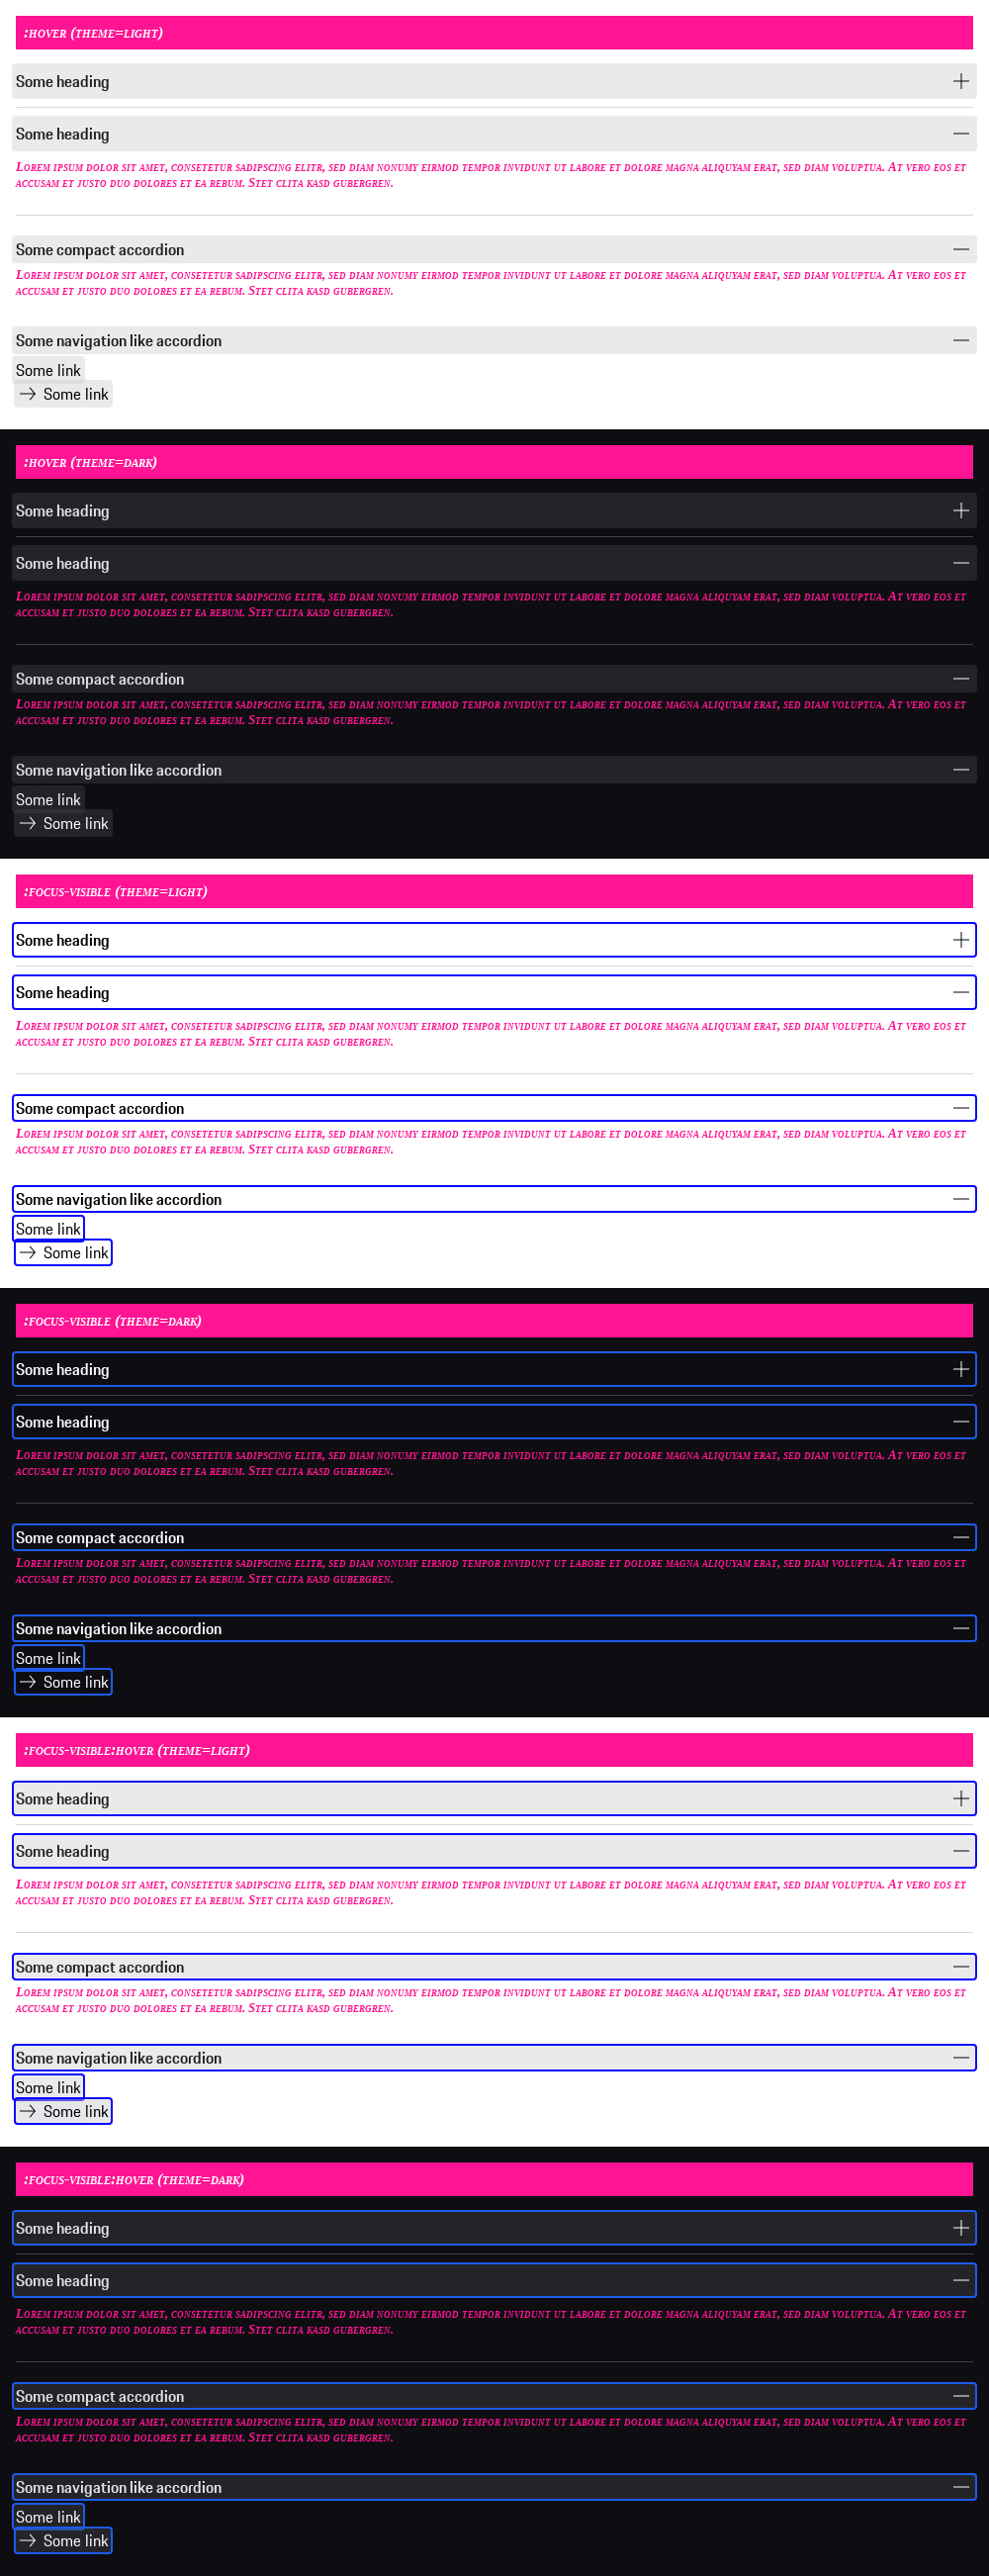 :hover (theme=light)
Some heading
Some heading
Lorem ipsum dolor sit amet, consetetur sadipscing elitr, sed diam nonumy eirmod tempor invidunt ut labore et dolore magna aliquyam erat, sed diam voluptua. At vero eos et
accusam et justo duo dolores et ea rebum. Stet clita kasd gubergren.
Some compact accordion
Lorem ipsum dolor sit amet, consetetur sadipscing elitr, sed diam nonumy eirmod tempor invidunt ut labore et dolore magna aliquyam erat, sed diam voluptua. At vero eos et
accusam et justo duo dolores et ea rebum. Stet clita kasd gubergren.
Some navigation like accordion
Some link
Some link
:hover (theme=dark)
Some heading
Some heading
Lorem ipsum dolor sit amet, consetetur sadipscing elitr, sed diam nonumy eirmod tempor invidunt ut labore et dolore magna aliquyam erat, sed diam voluptua. At vero eos et
accusam et justo duo dolores et ea rebum. Stet clita kasd gubergren.
Some compact accordion
Lorem ipsum dolor sit amet, consetetur sadipscing elitr, sed diam nonumy eirmod tempor invidunt ut labore et dolore magna aliquyam erat, sed diam voluptua. At vero eos et
accusam et justo duo dolores et ea rebum. Stet clita kasd gubergren.
Some navigation like accordion
Some link
Some link
:focus-visible (theme=light)
Some heading
Some heading
Lorem ipsum dolor sit amet, consetetur sadipscing elitr, sed diam nonumy eirmod tempor invidunt ut labore et dolore magna aliquyam erat, sed diam voluptua. At vero eos et
accusam et justo duo dolores et ea rebum. Stet clita kasd gubergren.
Some compact accordion
Lorem ipsum dolor sit amet, consetetur sadipscing elitr, sed diam nonumy eirmod tempor invidunt ut labore et dolore magna aliquyam erat, sed diam voluptua. At vero eos et
accusam et justo duo dolores et ea rebum. Stet clita kasd gubergren.
Some navigation like accordion
Some link
Some link
:focus-visible (theme=dark)
Some heading
Some heading
Lorem ipsum dolor sit amet, consetetur sadipscing elitr, sed diam nonumy eirmod tempor invidunt ut labore et dolore magna aliquyam erat, sed diam voluptua. At vero eos et
accusam et justo duo dolores et ea rebum. Stet clita kasd gubergren.
Some compact accordion
Lorem ipsum dolor sit amet, consetetur sadipscing elitr, sed diam nonumy eirmod tempor invidunt ut labore et dolore magna aliquyam erat, sed diam voluptua. At vero eos et
accusam et justo duo dolores et ea rebum. Stet clita kasd gubergren.
Some navigation like accordion
Some link
Some link
:focus-visible:hover (theme=light)
Some heading
Some heading
Lorem ipsum dolor sit amet, consetetur sadipscing elitr, sed diam nonumy eirmod tempor invidunt ut labore et dolore magna aliquyam erat, sed diam voluptua. At vero eos et
accusam et justo duo dolores et ea rebum. Stet clita kasd gubergren.
Some compact accordion
Lorem ipsum dolor sit amet, consetetur sadipscing elitr, sed diam nonumy eirmod tempor invidunt ut labore et dolore magna aliquyam erat, sed diam voluptua. At vero eos et
accusam et justo duo dolores et ea rebum. Stet clita kasd gubergren.
Some navigation like accordion
Some link
Some link
:focus-visible:hover (theme=dark)
Some heading
Some heading
Lorem ipsum dolor sit amet, consetetur sadipscing elitr, sed diam nonumy eirmod tempor invidunt ut labore et dolore magna aliquyam erat, sed diam voluptua. At vero eos et
accusam et justo duo dolores et ea rebum. Stet clita kasd gubergren.
Some compact accordion
Lorem ipsum dolor sit amet, consetetur sadipscing elitr, sed diam nonumy eirmod tempor invidunt ut labore et dolore magna aliquyam erat, sed diam voluptua. At vero eos et
accusam et justo duo dolores et ea rebum. Stet clita kasd gubergren.
Some navigation like accordion
Some link
Some link